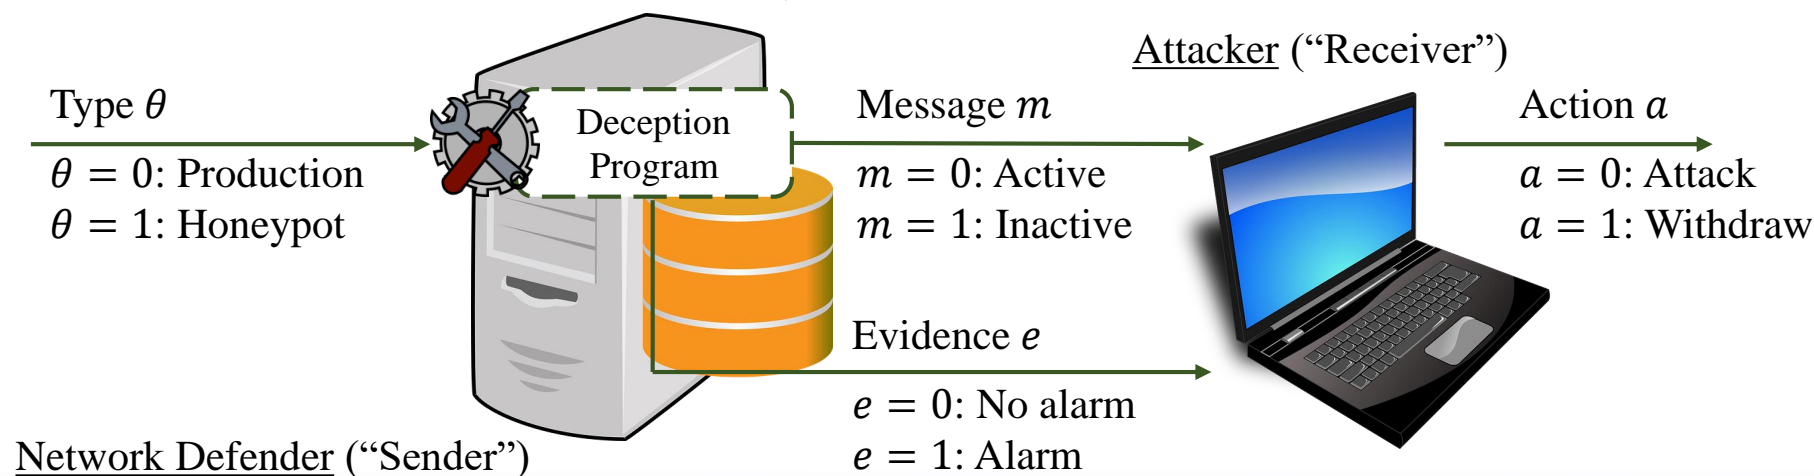 Attacker (“Receiver”)
Type 𝜃
𝜃 = 0: Production
𝜃 = 1: Honeypot
Deception
Program
Message 𝑚
𝑚 = 0: Active
𝑚 = 1: Inactive
Action 𝑎
𝑎 = 0: Attack
𝑎 = 1: Withdraw
Evidence 𝑒
𝑒 = 0: No alarm
𝑒 = 1: Alarm
Network Defender (“Sender”)